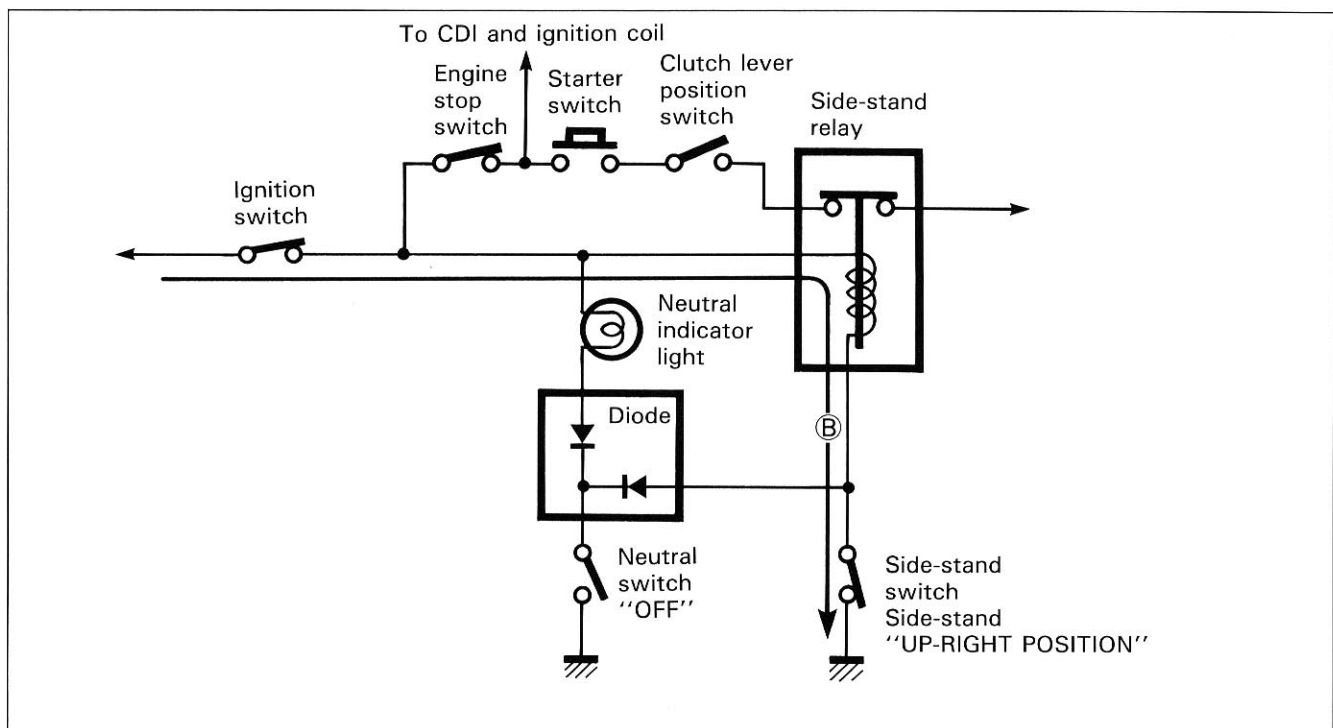 To CDI and ignition coil
Engine
stop
switch
Starter
switch
Clutch lever
position
switch
Side-stand
relay
Ignition
switch
Neutral
indicator
light
Diode
Ⓑ
Neutral
switch
‘‘OFF’’
Side-stand
switch
Side-stand
‘‘UP-RIGHT POSITION’’